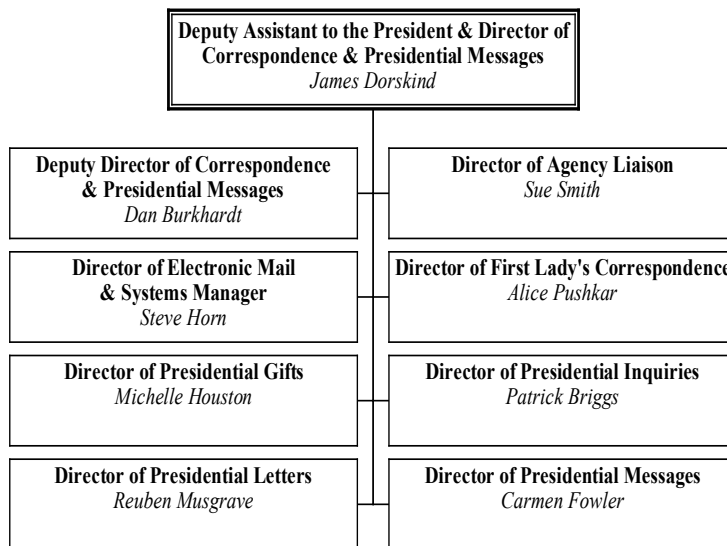 Deputy Assistant to the President & Director of
Correspondence & Presidential Messages
James Dorskind
Deputy Director of Correspondence
& Presidential Messages
Dan Burkhardt
Director of Agency Liaison
Sue Smith
Director of Electronic Mail
& Systems Manager
Steve Horn
Director of First Lady's Correspondence
Alice Pushkar
Director of Presidential Gifts
Michelle Houston
Director of Presidential Inquiries
Patrick Briggs
Director of Presidential Letters
Reuben Musgrave
Director of Presidential Messages
Carmen Fowler